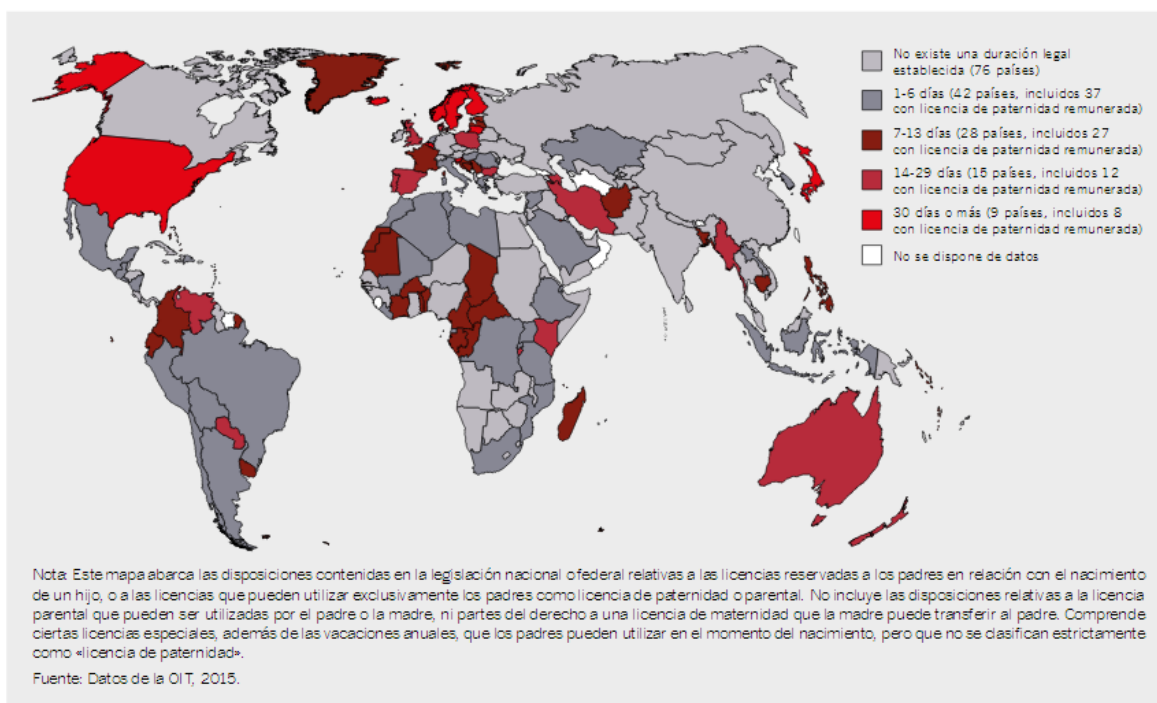 No existe una duración legal
establecida (76 países)
1-6 días (42 países, incluidos 37
con licencia de paternidad remunerada)
7-13 días (28 países, incluidos 27
con licencia de paternidad remunerada)
14-29 días (15 países, incluidos 12
con licencia de paternidad remunerada)
30 días o más (9 países, incluidos 8
con licencia de paternidad remunerada)
No se dispone de datos
Nota: Este mapa abarca las disposiciones contenidas en la legislación nacional o federal relativas a las licencias reservadas a los padres en relación con el nacimiento
de un hijo, o a las licencias que pueden utilizar exclusivamente los padres como licencia de paternidad o parental. No incluye las disposiciones relativas a la licencia
parental que pueden ser utilizadas por el padre o la madre, ni partes del derecho a una licencia de maternidad que la madre puede transferir al padre. Comprende
ciertas licencias especiales, además de las vacaciones anuales, que los padres pueden utilizar en el momento del nacimiento, pero que no se clasifican estrictamente
como «licencia de paternidad».
Fuente: Datos de la OIT, 2015.